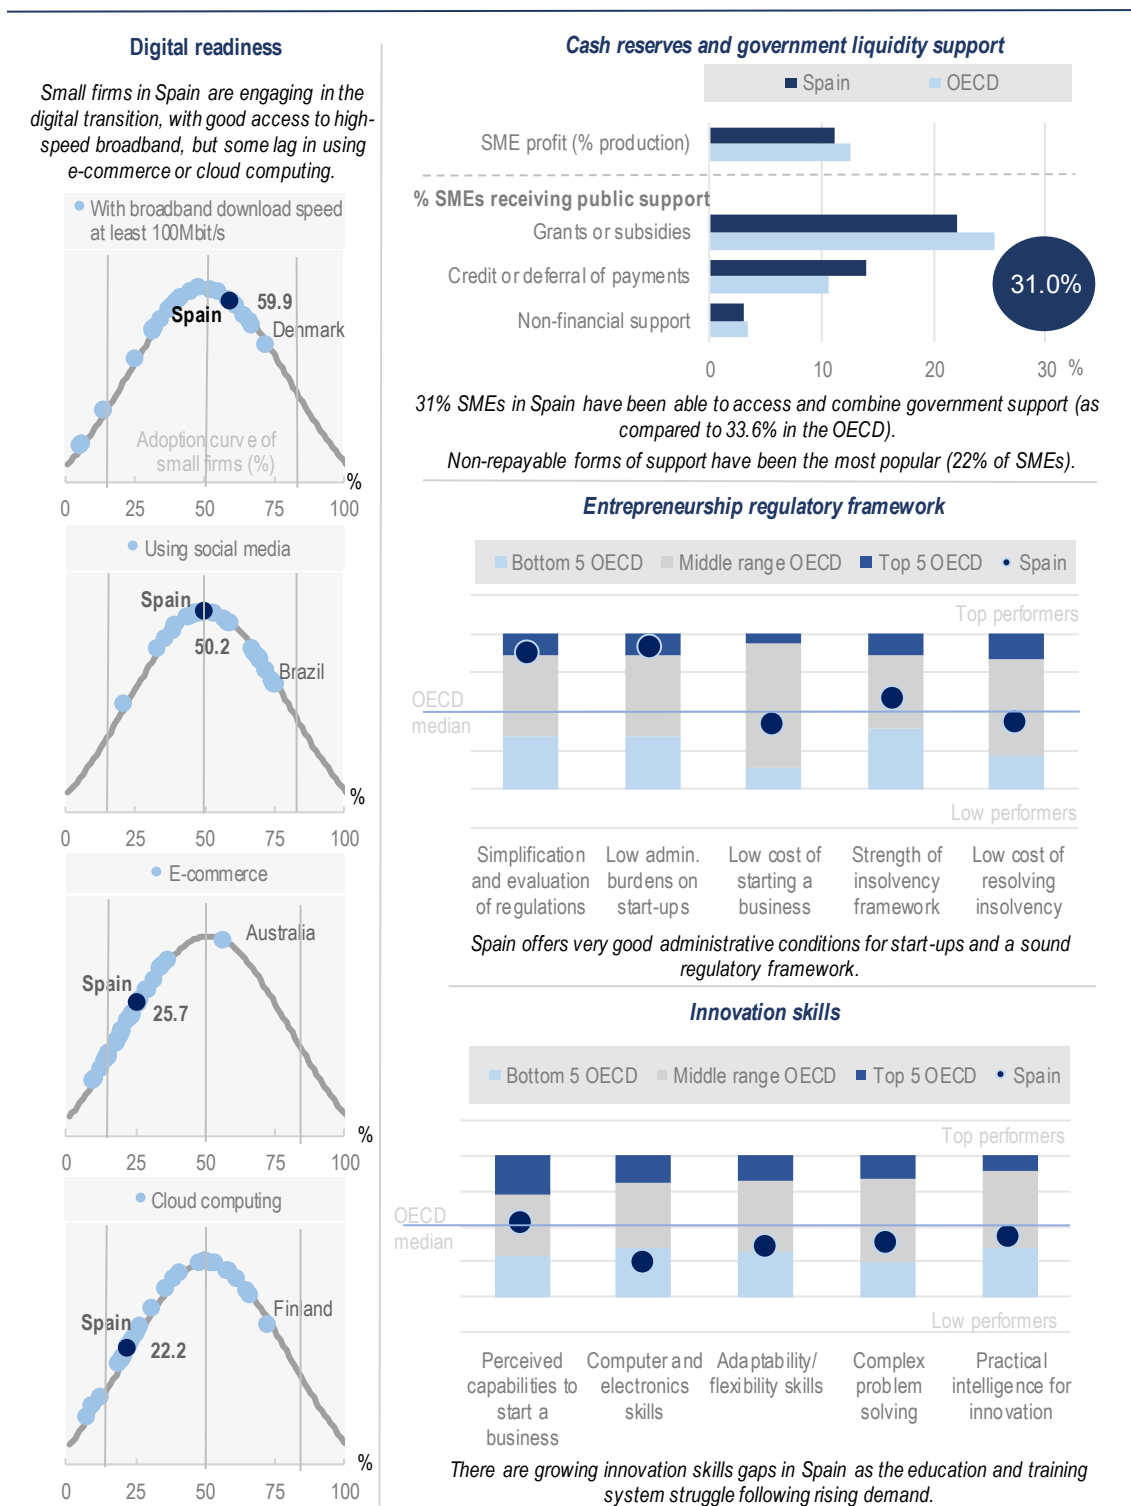 Digital readiness
Small firms in Spain are engaging in the
digital transition, with good access to high-
speed broadband, but some lag in using
e-commerce or cloud computing.
With broadband download speed
at least 100Mbit/s
59.9
Spain
Denmark
Adoption curve of
small firms (%)
%
0 25 50 75 100
Using social media
Spain
50.2
Brazil
%
0 25 50 75 100
E-commerce
Australia
Spain
25.7
%
0 25 50 75 100
Cloud computing
Finland
Spain
22.2
%
0 25 50 75 100
Cash reserves and government liquidity support
Spain OECD
SME profit (% production)
% SMEs receiving public support
Grants or subsidies
Credit or deferral of payments
31.0%
Non-financial support
0 10 20 30 %
31% SMEs in Spain have been able to access and combine government support (as
compared to 33.6% in the OECD).
Non-repayable forms of support have been the most popular (22% of SMEs).
Entrepreneurship regulatory framework
Bottom 5 OECD Middle range OECD Top 5 OECD Spain
Top performers
OECD
median
Low performers
Simplification
and evaluation
of regulations
Low admin.
burdens on
start-ups
Low cost of
starting a
business
Strength of
insolvency
framework
Low cost of
resolving
insolvency
Spain offers very good administrative conditions for start-ups and a sound
regulatory framework.
Innovation skills
Bottom 5 OECD Middle range OECD Top 5 OECD Spain
Top performers
OECD
median
Low performers
Perceived
capabilities to
start a
business
Computer and
electronics
skills
Adaptability/
flexibility skills
Complex
problem
solving
Practical
intelligence for
innovation
There are growing innovation skills gaps in Spain as the education and training
system struggle following rising demand.